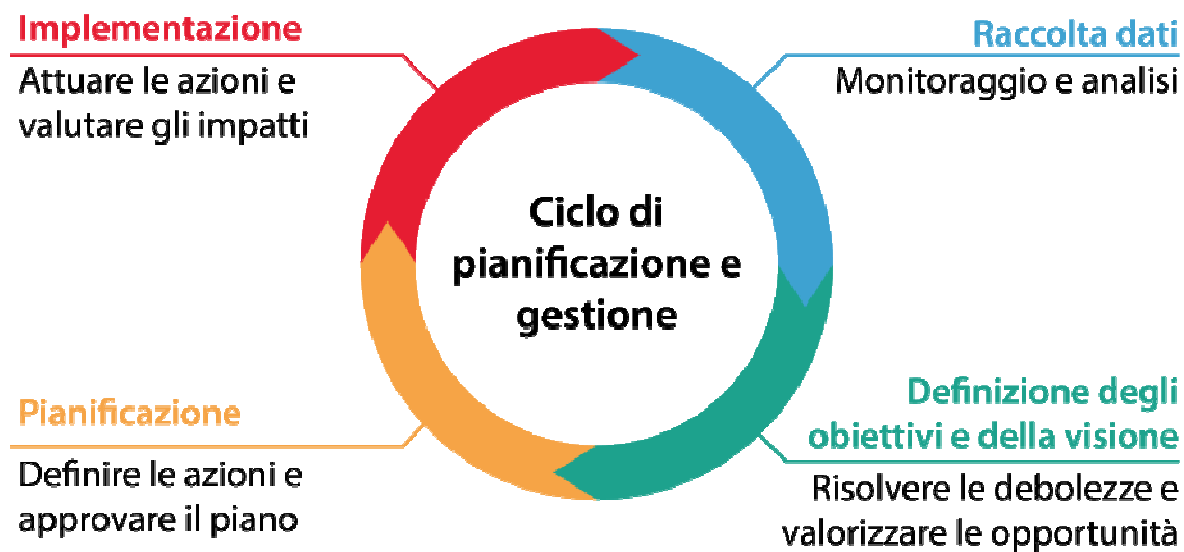 Implementazione
Attuare le azioni e
valutare gli impatti
Raccolta dati
Monitoraggio e analisi
Ciclo di
pianificazione e
gestione
Pianificazione
Definire le azioni e
approvare il piano
Definizione degli
obiettivi e della visione
Risolvere le debolezze e
valorizzare le opportunità